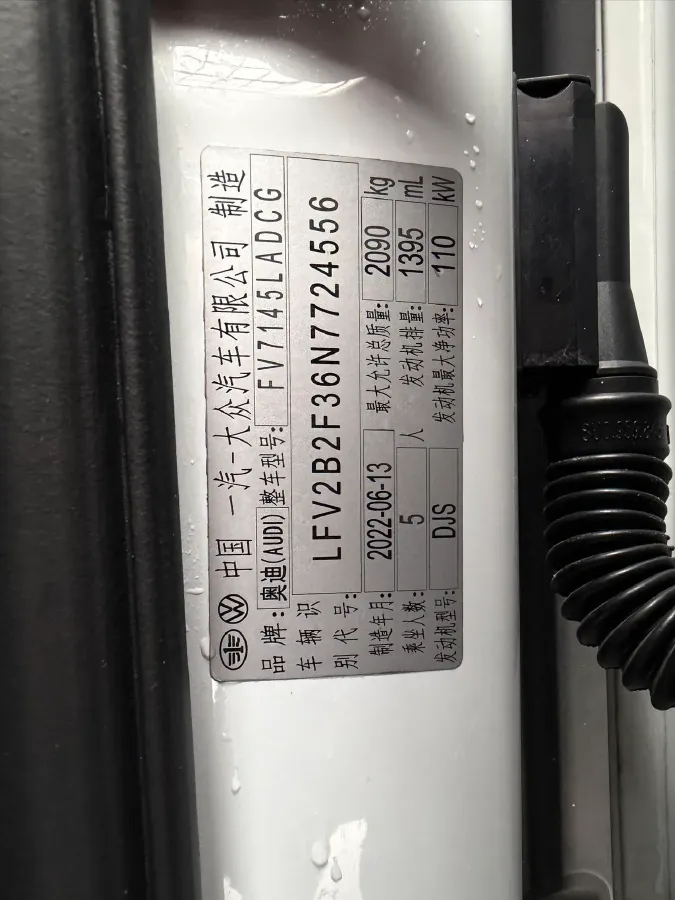 中国 一汽-大众汽车有限公司 制造
品牌: 奥迪(AUDI) 整车型号: FV7145LADCG
车辆识别代号: LFV2B2F36N7724556
制造年月: 2022-06-13 最大允许总质量: 2090 kg
乘坐人数: 5 人 发动机排量: 1395 mL
发动机型号: DJS 发动机最大净功率: 110 kW